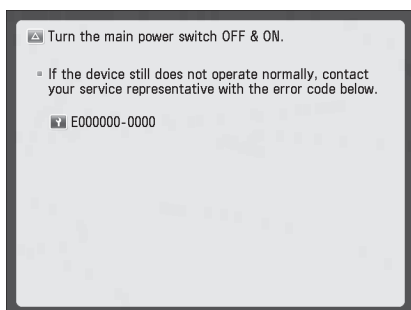 Turn the main power switch OFF & ON.
If the device still does not operate normally, contact
your service representative with the error code below.
E000000-0000